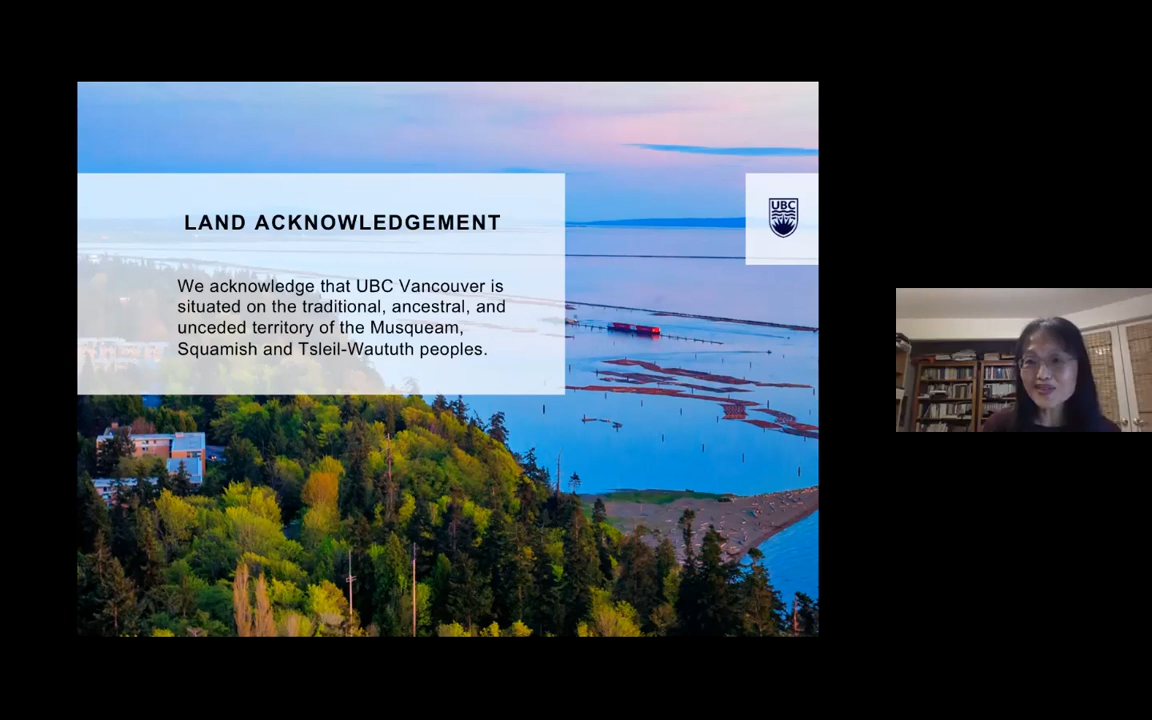 LAND ACKNOWLEDGEMENT
We acknowledge that UBC Vancouver is
situated on the traditional, ancestral, and
unceded territory of the Musqueam,
Squamish and Tsleil-Waututh peoples.
UBC